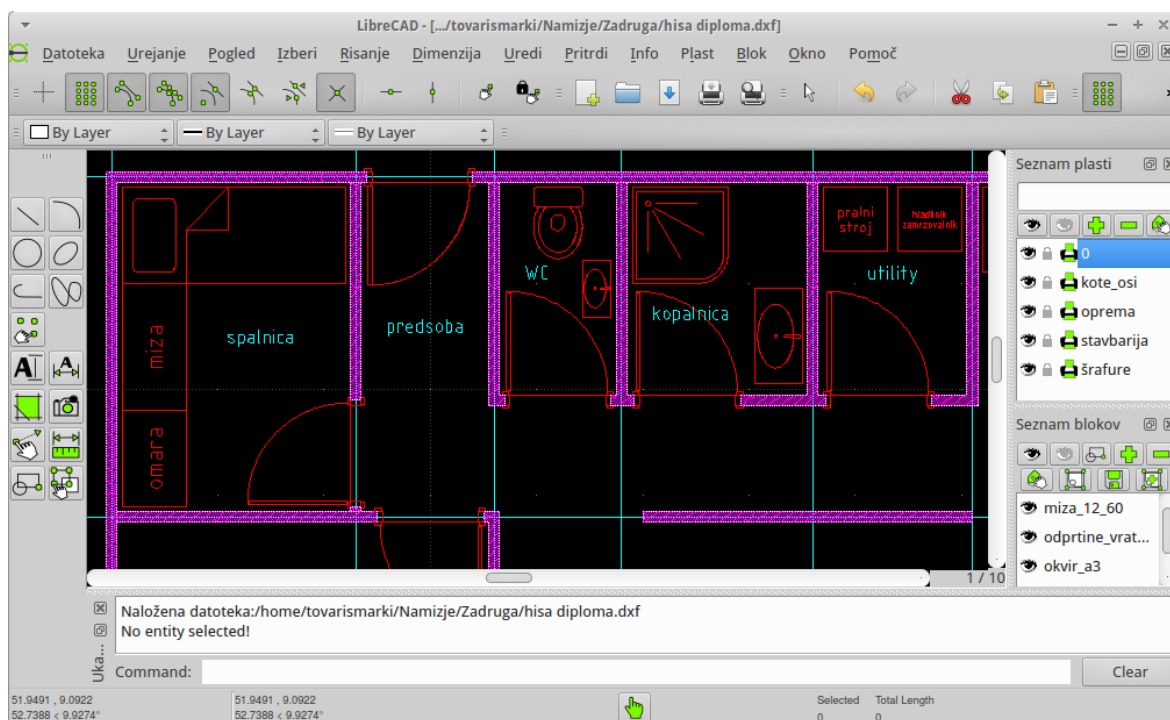 LibreCAD - [.../tovarismarki/Namizje/Zadruga/hisa diploma.dxf]
Datoteka Urejanje Pogled Izberi Risanje Dimenzija Uredi Pritrdi Info Plast Blok Okno Pomoč
By Layer By Layer By Layer
Seznam plasti
0
kote_osi
oprema
stavbarija
šrafure
pralni
stroj
hladilnik
zamrzovalnik
WC
utility
kopalnica
predsoba
spalnica
miza
omara
Seznam blokov
miza_12_60
odprtine_vrat...
okvir_a3
1 / 10
Naložena datoteka:/home/tovarismarki/Namizje/Zadruga/hisa diploma.dxf
No entity selected!
Uka...
Command:
Clear
51.9491 , 9.0922
52.7388 < 9.9274°
51.9491 , 9.0922
52.7388 < 9.9274°
Selected Total Length
0 0